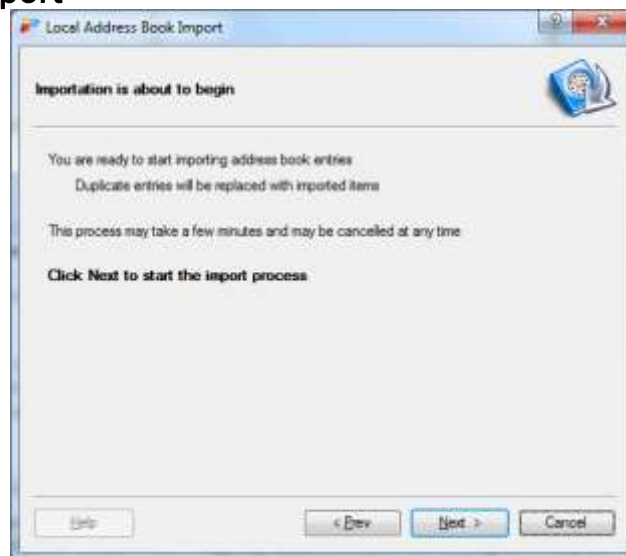 port
Local Address Book Import
Importation is about to begin
You are ready to start importing address book entries
Duplicate entries will be replaced with imported items
This process may take a few minutes and may be cancelled at any time
Click Next to start the import process
Help
< Prev
Next >
Cancel